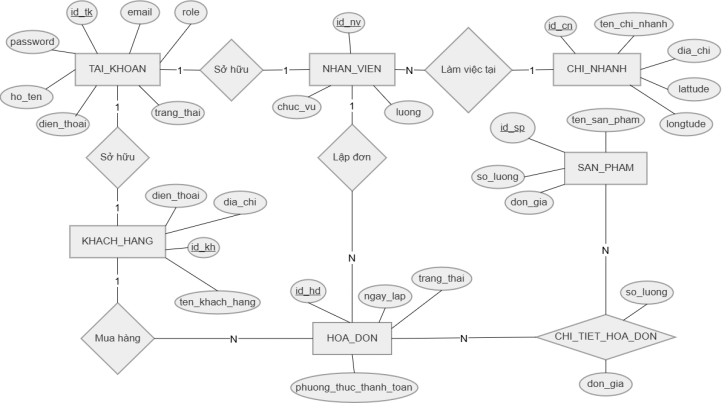 id_tk
email
role
password
TAI_KHOAN
ho_ten
dien_thoai
trang_thai
1
Sở hữu
1
id_nv
NHAN_VIEN
chuc_vu
luong
N
Làm việc tại
1
id_cn
ten_chi_nhanh
CHI_NHANH
dia_chi
lattude
longtude
1
Sở hữu
1
1
Lập đơn
N
id_sp
ten_san_pham
SAN_PHAM
so_luong
don_gia
N
dien_thoai
dia_chi
KHACH_HANG
id_kh
ten_khach_hang
1
Mua hàng
N
id_hd
ngay_lap
trang_thai
HOA_DON
phuong_thuc_thanh_toan
N
so_luong
CHI_TIET_HOA_DON
don_gia